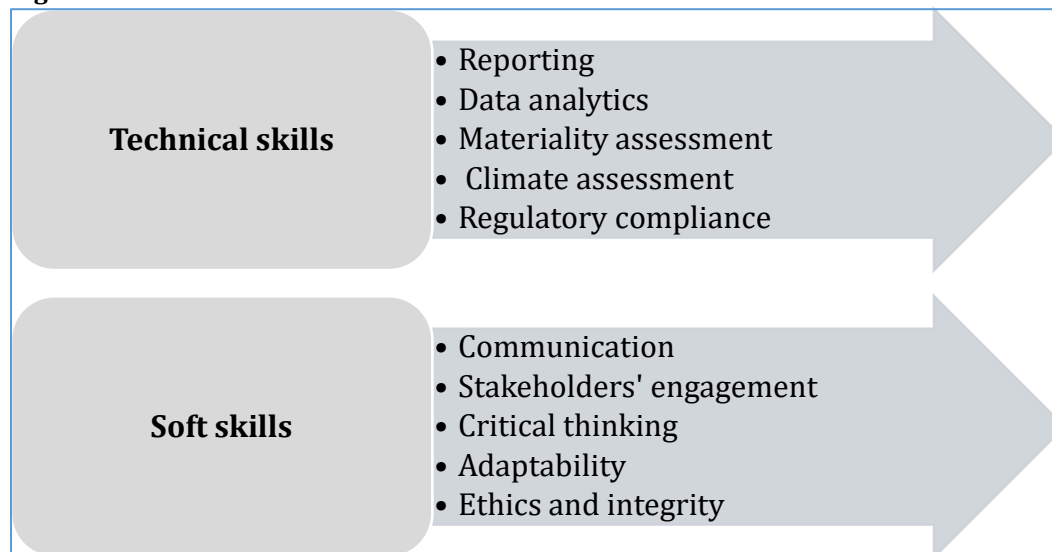 Technical skills
• Reporting
• Data analytics
• Materiality assessment
• Climate assessment
• Regulatory compliance
Soft skills
• Communication
• Stakeholders' engagement
• Critical thinking
• Adaptability
• Ethics and integrity